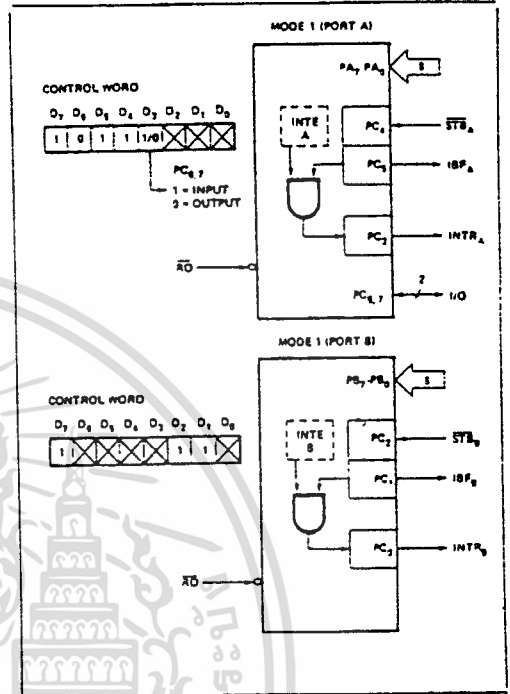 MODE 1 (PORT A)
PA7-PA0
8
CONTROL WORD
D7 D6 D5 D4 D3 D2 D1 D0
1 0 1 1 1/0
PC6, 7
1 = INPUT
2 = OUTPUT
INTE
A
PC4
STBA
PC5
IBFA
PC3
INTRA
RD
PC6, 7
2
I/O
MODE 1 (PORT B)
PB7-PB0
8
CONTROL WORD
D7 D6 D5 D4 D3 D2 D1 D0
1 1 1
INTE
B
PC2
STBB
PC1
IBFB
PC3
INTRB
RD